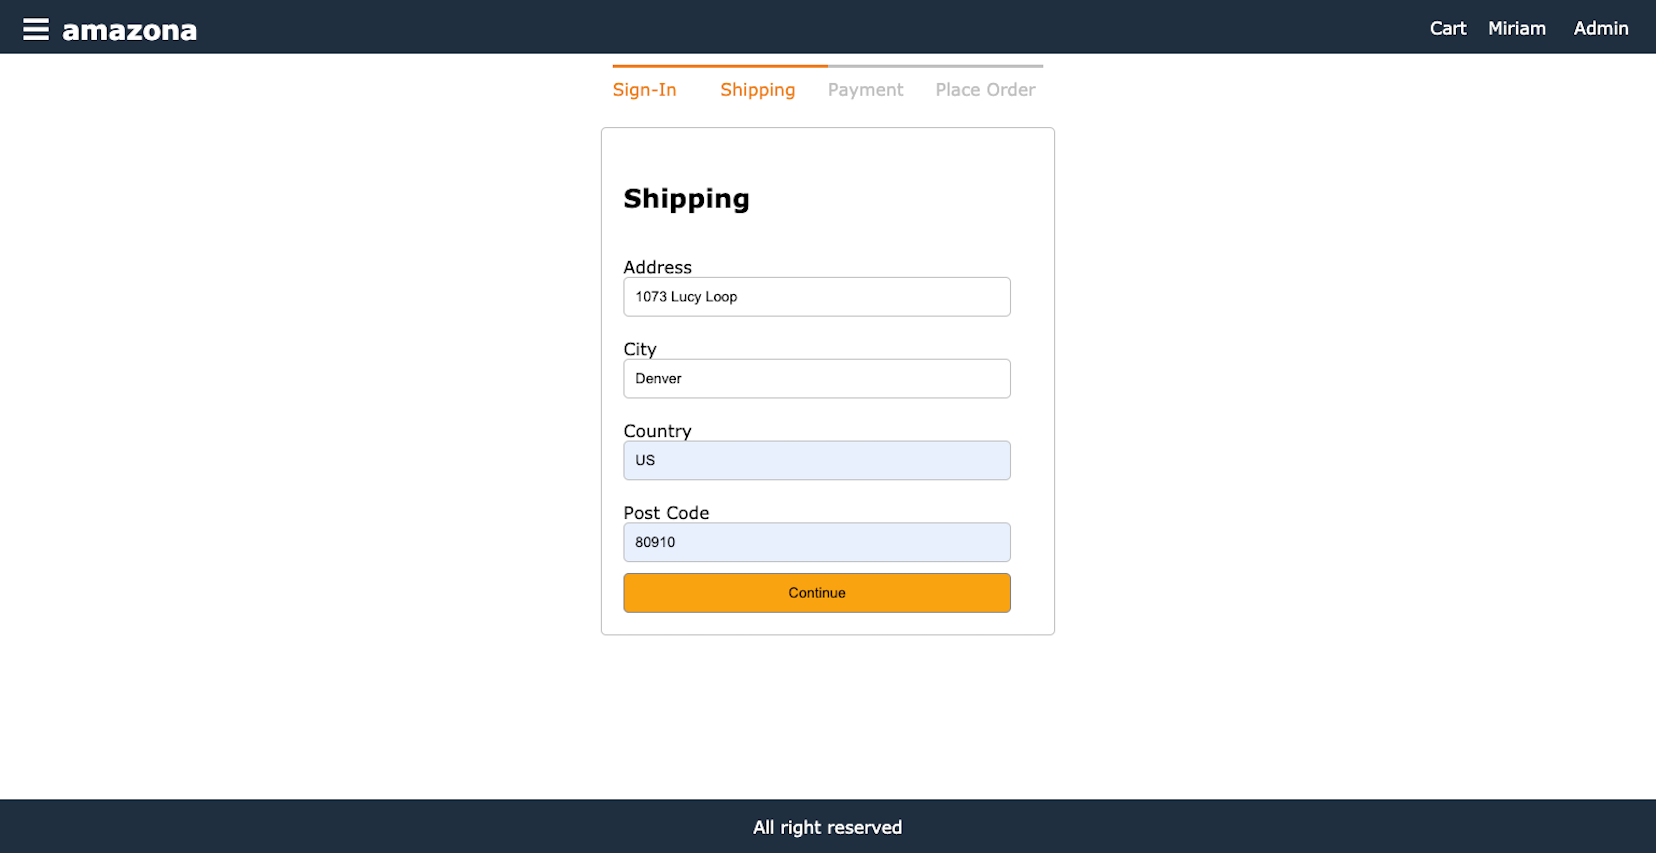 amazona
Cart Miriam Admin
Sign-In Shipping Payment Place Order
Shipping
Address
1073 Lucy Loop
City
Denver
Country
US
Post Code
80910
Continue
All right reserved